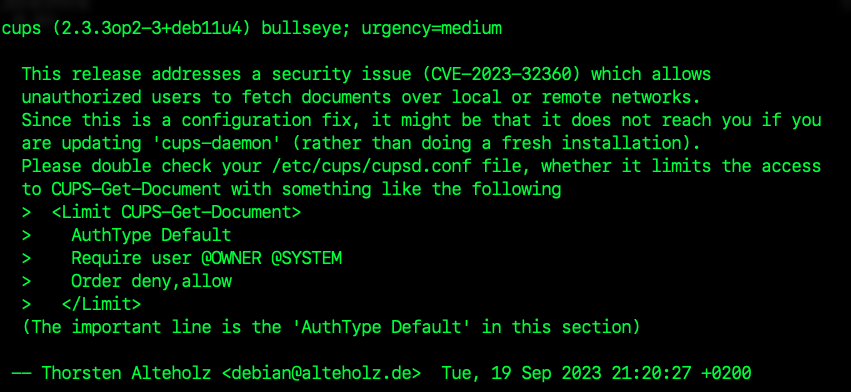 cups (2.3.3op2-3+deb11u4) bullseye; urgency=medium
This release addresses a security issue (CVE-2023-32360) which allows
unauthorized users to fetch documents over local or remote networks.
Since this is a configuration fix, it might be that it does not reach you if you
are updating 'cups-daemon' (rather than doing a fresh installation).
Please double check your /etc/cups/cupsd.conf file, whether it limits the access
to CUPS-Get-Document with something like the following
>  <Limit CUPS-Get-Document>
>    AuthType Default
>    Require user @OWNER @SYSTEM
>    Order deny,allow
>   </Limit>
(The important line is the 'AuthType Default' in this section)
-- Thorsten Alteholz <debian@alteholz.de>  Tue, 19 Sep 2023 21:20:27 +0200